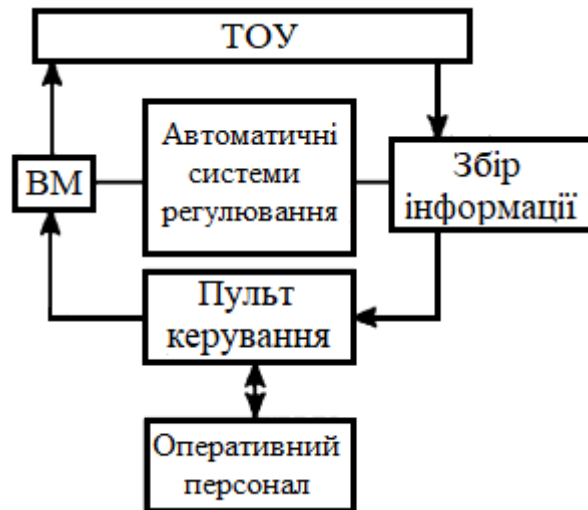 ТОУ
Автоматичні
системи
регулювання
ВМ
Збір
інформації
Пульт
керування
Оперативний
персонал